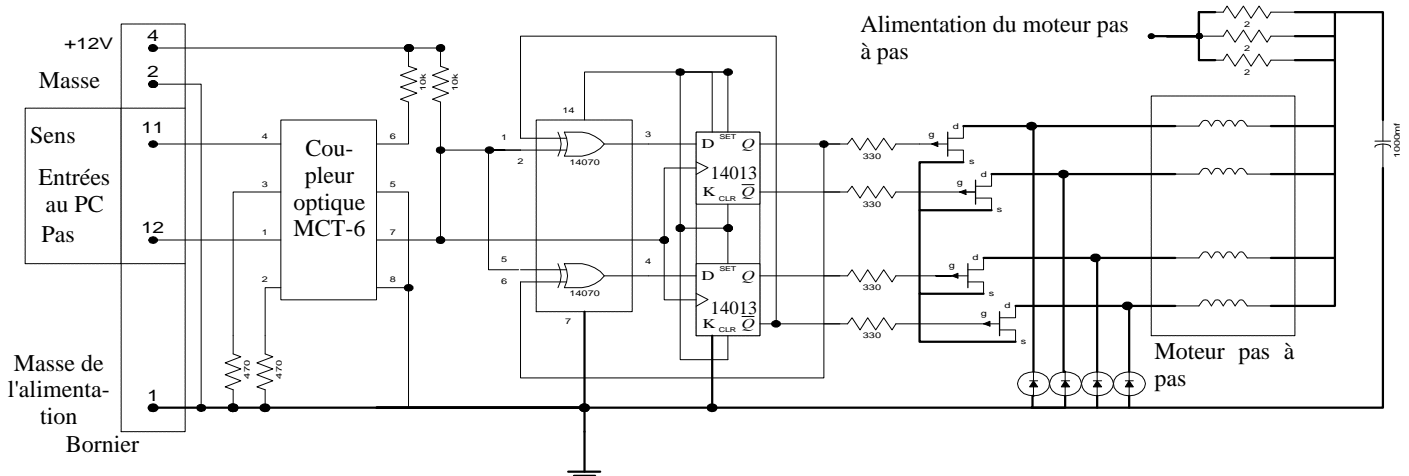 +12V
4
Masse
2
Sens
11
Entrées
au PC
Pas
12
Masse de
l'alimenta-
tion
1
Bornier
10k
10k
4
3
1
2
Cou-
pleur
optique
MCT-6
6
5
7
8
470
470
14
1
2
3
14070
5
6
4
14070
7
SET
D
Q
14013
K
CLR
Q
SET
D
Q
14013
K
CLR
Q
330
330
330
330
g
d
s
g
d
s
g
d
s
g
d
s
Alimentation du moteur pas
à pas
2
2
2
1000mf
Moteur pas à
pas